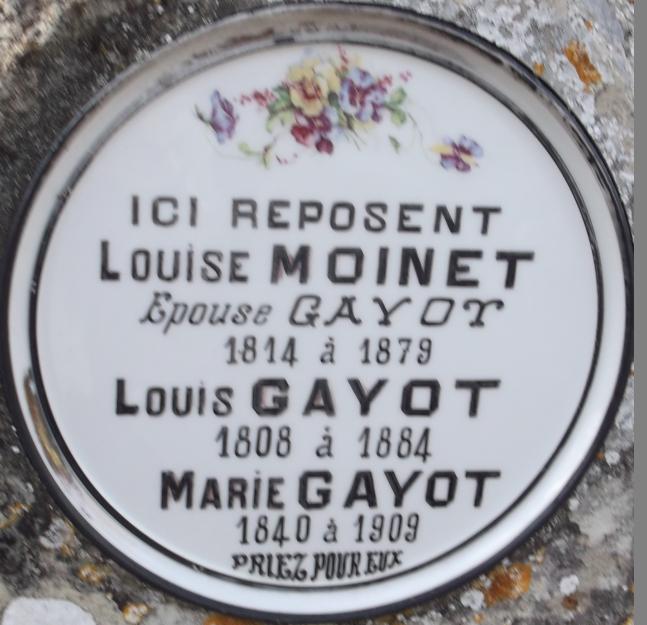 ICI REPOSENT
LOUISE MOINET
Epouse GAYOT
1814 à 1879
LOUIS GAYOT
1808 à 1884
MARIE GAYOT
1840 à 1909
PRIEZ POUR EUX